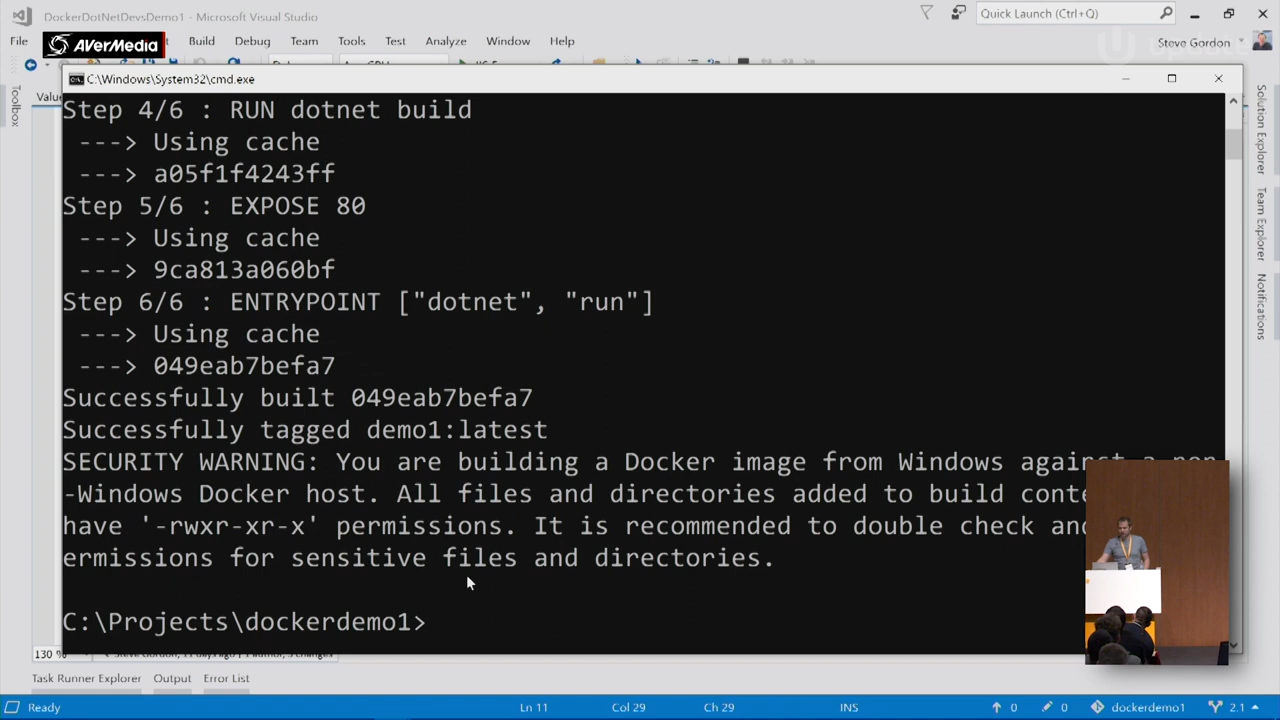 DockerDotNetDevsDemo1 - Microsoft Visual Studio
Quick Launch (Ctrl+Q)
File
AVerMedia
Build
Debug
Team
Tools
Test
Analyze
Window
Help
Steve Gordon
C:\Windows\System32\cmd.exe
Toolbox
Valu
Solution Explorer
Team Explorer
Notifications
Step 4/6 : RUN dotnet build
---> Using cache
---> a05f1f4243ff
Step 5/6 : EXPOSE 80
---> Using cache
---> 9ca813a060bf
Step 6/6 : ENTRYPOINT ["dotnet", "run"]
---> Using cache
---> 049eab7befa7
Successfully built 049eab7befa7
Successfully tagged demo1:latest
SECURITY WARNING: You are building a Docker image from Windows against a non
-Windows Docker host. All files and directories added to build conte
have '-rwxr-xr-x' permissions. It is recommended to double check and
ermissions for sensitive files and directories.
C:\Projects\dockerdemo1>
130 %
Task Runner Explorer
Output
Error List
Ready
Ln 11
Col 29
Ch 29
INS
0
0
dockerdemo1
2.1